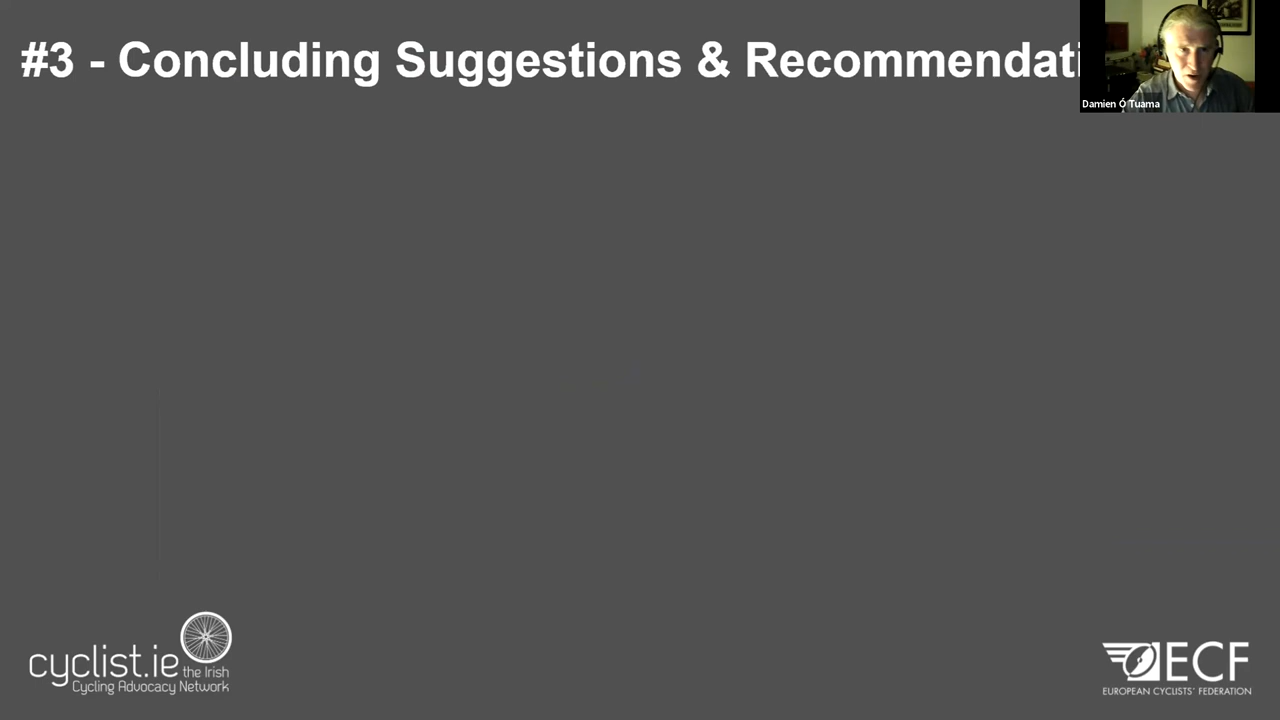 #3 - Concluding Suggestions & Recommendati
Damien Ó Tuama
cyclist.ie the Irish
Cycling Advocacy Network
ECF
EUROPEAN CYCLISTS' FEDERATION